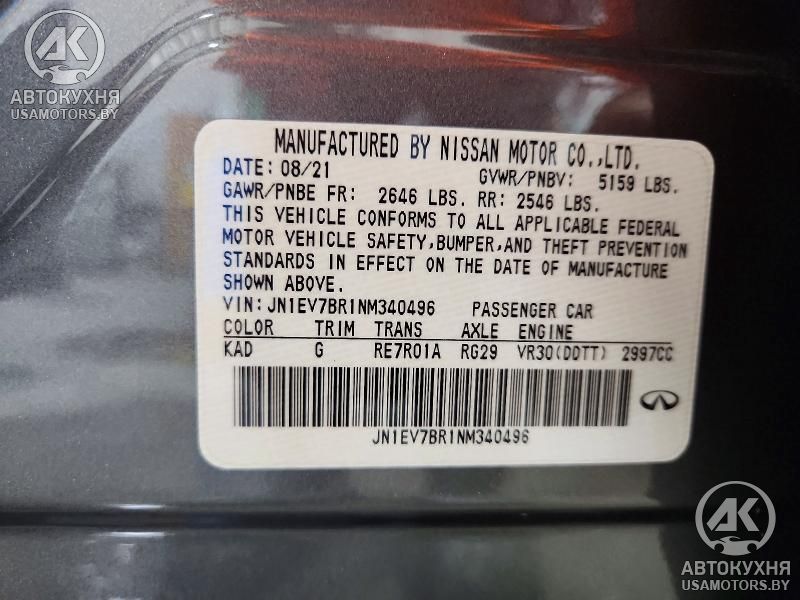 АВТОКУХНЯ
USAMOTORS.BY
MANUFACTURED BY NISSAN MOTOR CO.,LTD.
DATE: 08/21 GVWR/PNBV: 5159 LBS.
GAWR/PNBE FR: 2646 LBS. RR: 2546 LBS.
THIS VEHICLE CONFORMS TO ALL APPLICABLE FEDERAL
MOTOR VEHICLE SAFETY,BUMPER,AND THEFT PREVENTION
STANDARDS IN EFFECT ON THE DATE OF MANUFACTURE
SHOWN ABOVE.
VIN:JN1EV7BR1NM340496 PASSENGER CAR
COLOR TRIM TRANS AXLE ENGINE
KAD G RE7R01A RG29 VR30(DDTT) 2997CC
JN1EV7BR1NM340496
АК
АВТОКУХНЯ
USAMOTORS.BY